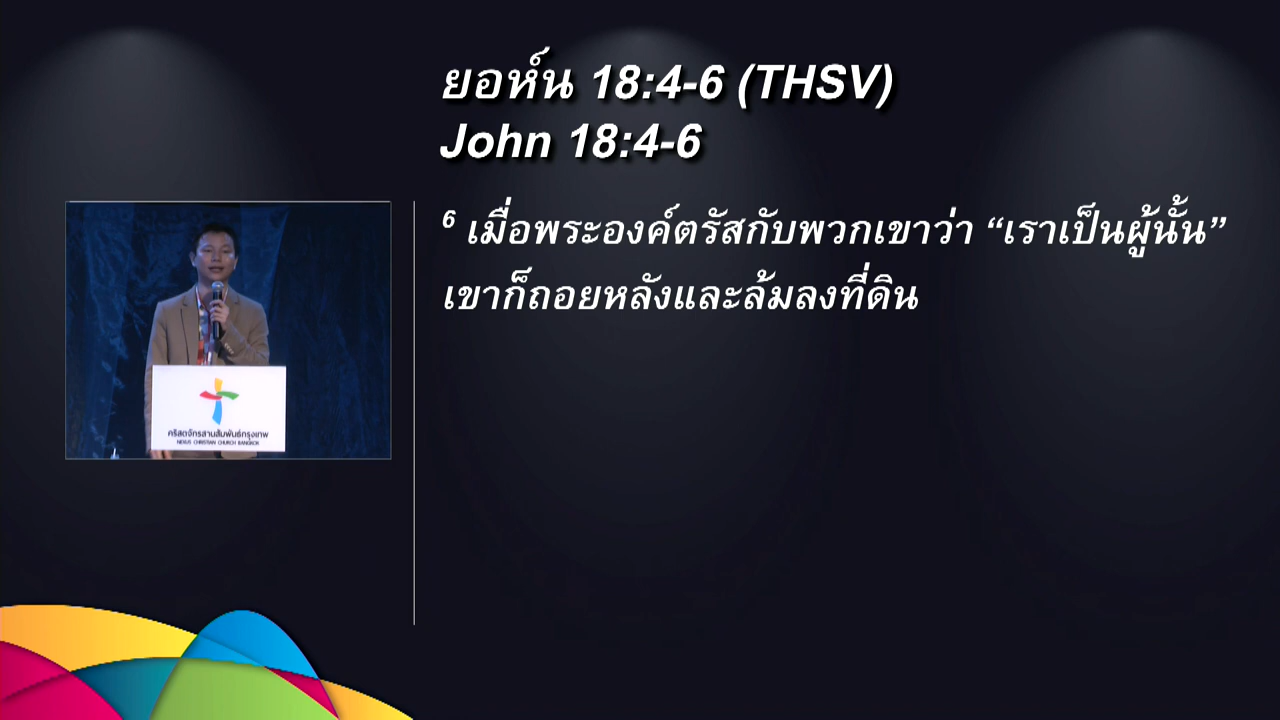 ยอห์น 18:4-6 (THSV)
John 18:4-6
6 เมื่อพระองค์ตรัสกับพวกเขาว่า “เราเป็นผู้นั้น”
เขาก็ถอยหลังและล้มลงที่ดิน
คริสตจักรสานสัมพันธ์กรุงเทพ
NEXUS CHRISTIAN CHURCH BANGKOK